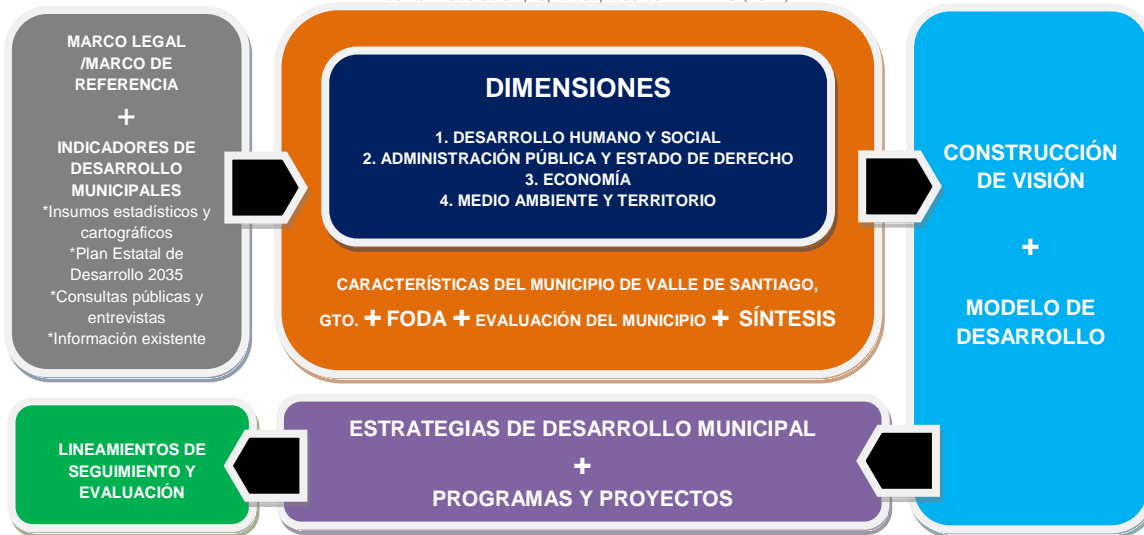 MARCO LEGAL
/MARCO DE
REFERENCIA
+
INDICADORES DE
DESARROLLO
MUNICIPALES
*Insumos estadísticos y
cartográficos
*Plan Estatal de
Desarrollo 2035
*Consultas públicas y
entrevistas
*Información existente
DIMENSIONES
1. DESARROLLO HUMANO Y SOCIAL
2. ADMINISTRACIÓN PÚBLICA Y ESTADO DE DERECHO
3. ECONOMÍA
4. MEDIO AMBIENTE Y TERRITORIO
CARACTERÍSTICAS DEL MUNICIPIO DE VALLE DE SANTIAGO,
GTO. + FODA + EVALUACIÓN DEL MUNICIPIO + SÍNTESIS
CONSTRUCCIÓN
DE VISIÓN
+
MODELO DE
DESARROLLO
ESTRATEGIAS DE DESARROLLO MUNICIPAL
+
PROGRAMAS Y PROYECTOS
LINEAMIENTOS DE
SEGUIMIENTO Y
EVALUACIÓN